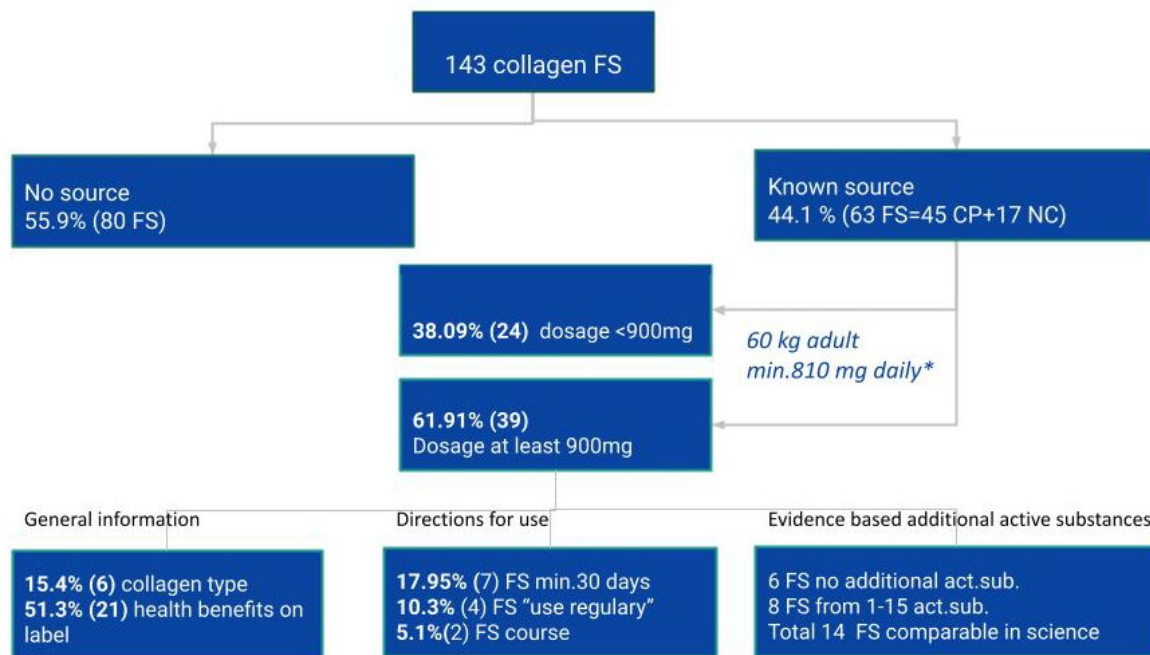 143 collagen FS
No source
55.9% (80 FS)
Known source
44.1 % (63 FS=45 CP+17 NC)
38.09% (24) dosage <900mg
60 kg adult
min.810 mg daily*
61.91% (39)
Dosage at least 900mg
General information
Directions for use
Evidence based additional active substances
15.4% (6) collagen type
51.3% (21) health benefits on
label
17.95% (7) FS min.30 days
10.3% (4) FS “use regulary”
5.1%(2) FS course
6 FS no additional act.sub.
8 FS from 1-15 act.sub.
Total 14 FS comparable in science